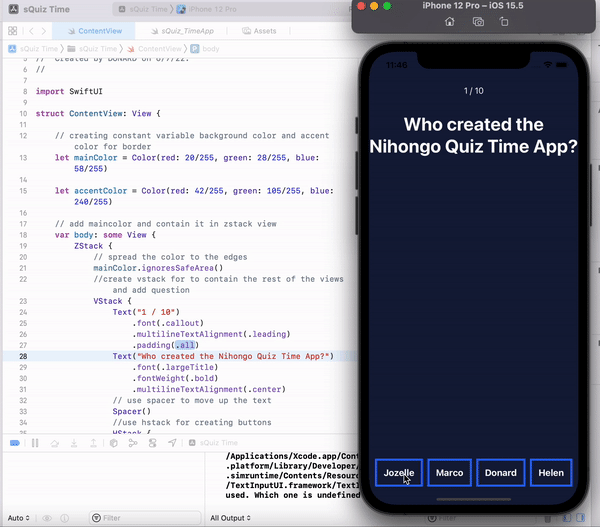 sQuiz Time
sQuiz Time
iPhone 12 Pro
iPhone 12 Pro – iOS 15.5
ContentView
sQuiz_TimeApp
Assets
sQuiz Time
sQuiz Time
ContentView
body
5 // Created by DONARD on 6/7/22.
6 //
8 import SwiftUI
9
10 struct ContentView: View {
11
12 // creating constant variable background color and accent
color for border
13 let mainColor = Color(red: 20/255, green: 28/255, blue:
58/255)
14
15 let accentColor = Color(red: 42/255, green: 105/255, blue:
240/255)
16
17 // add maincolor and contain it in zstack view
18 var body: some View {
19 ZStack {
20 // spread the color to the edges
21 mainColor.ignoresSafeArea()
22 //create vstack for to contain the rest of the views
and add question
23 VStack {
24 Text("1 / 10")
25 .font(.callout)
26 .multilineTextAlignment(.leading)
27 .padding(.all)
28 Text("Who created the Nihongo Quiz Time App?")
29 .font(.largeTitle)
30 .fontWeight(.bold)
31 .multilineTextAlignment(.center)
32 // use spacer to move up the text
33 Spacer()
34 //use hstack for creating buttons
HStack {
sQuiz Time
/Applications/Xcode.app/Cont
.platform/Library/Developer/
.simruntime/Contents/Resourc
/TextInputUI.framework/TextI
used. Which one is undefined
Auto
Filter
All Output
Filter
11:46
1 / 10
Who created the
Nihongo Quiz Time App?
Jozelle
Marco
Donard
Helen